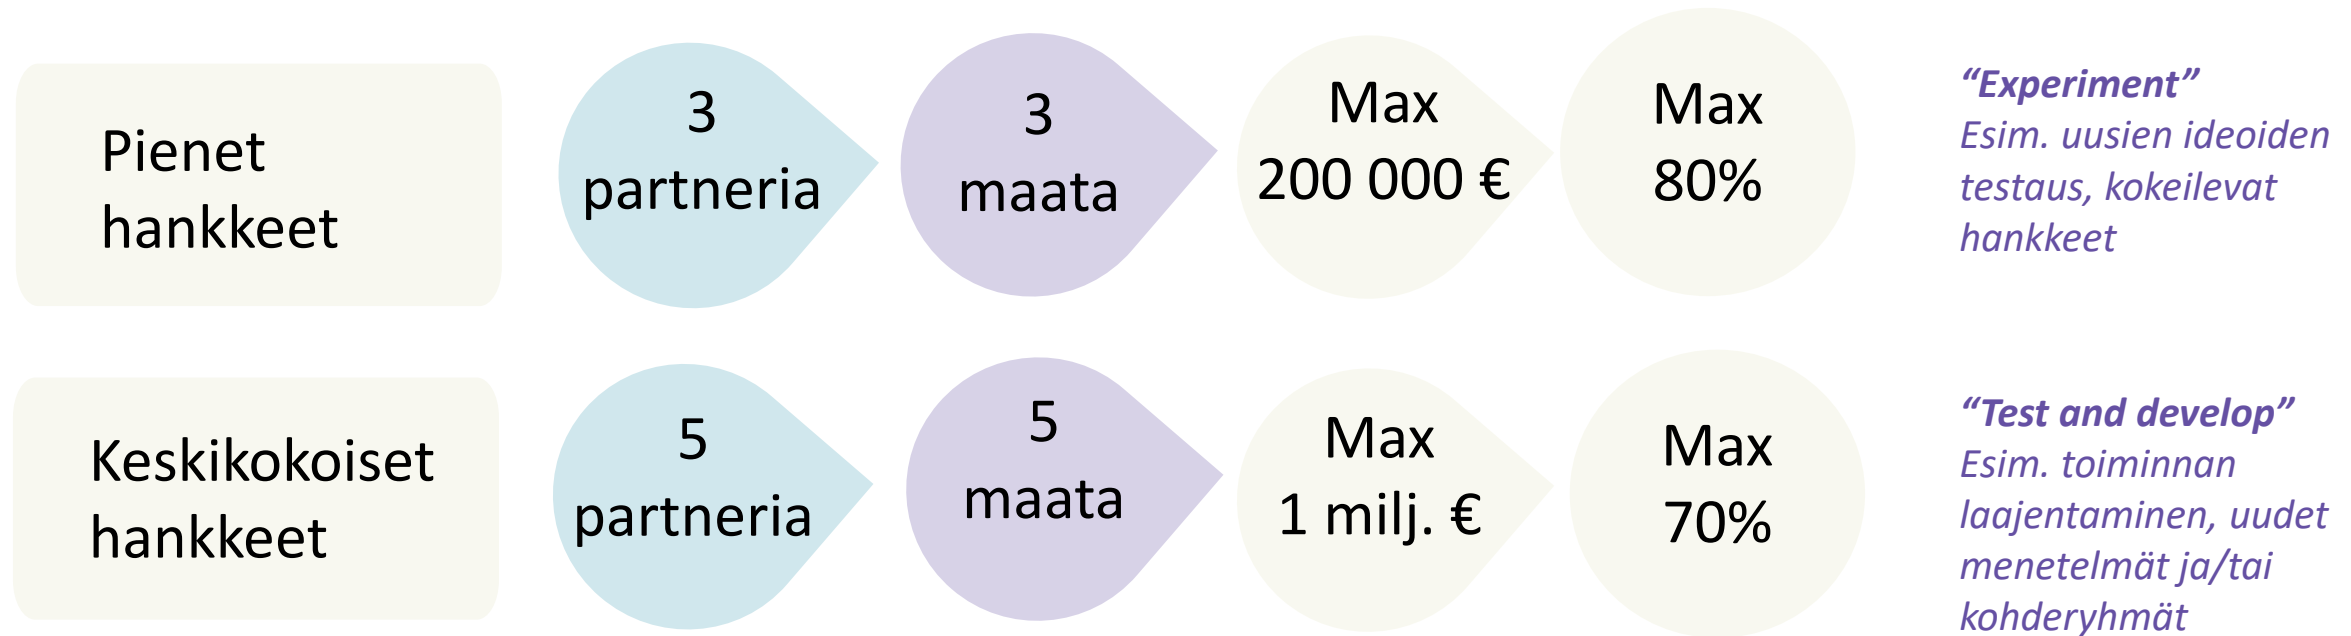 Pienet
hankkeet
3
partneria
3
maata
Max
200 000 €
Max
80%
“Experiment”
Esim. uusien ideoiden
testaus, kokeilevat
hankkeet
Keskikokoiset
hankkeet
5
partneria
5
maata
Max
1 milj. €
Max
70%
“Test and develop”
Esim. toiminnan
laajentaminen, uudet
menetelmät ja/tai
kohderyhmät